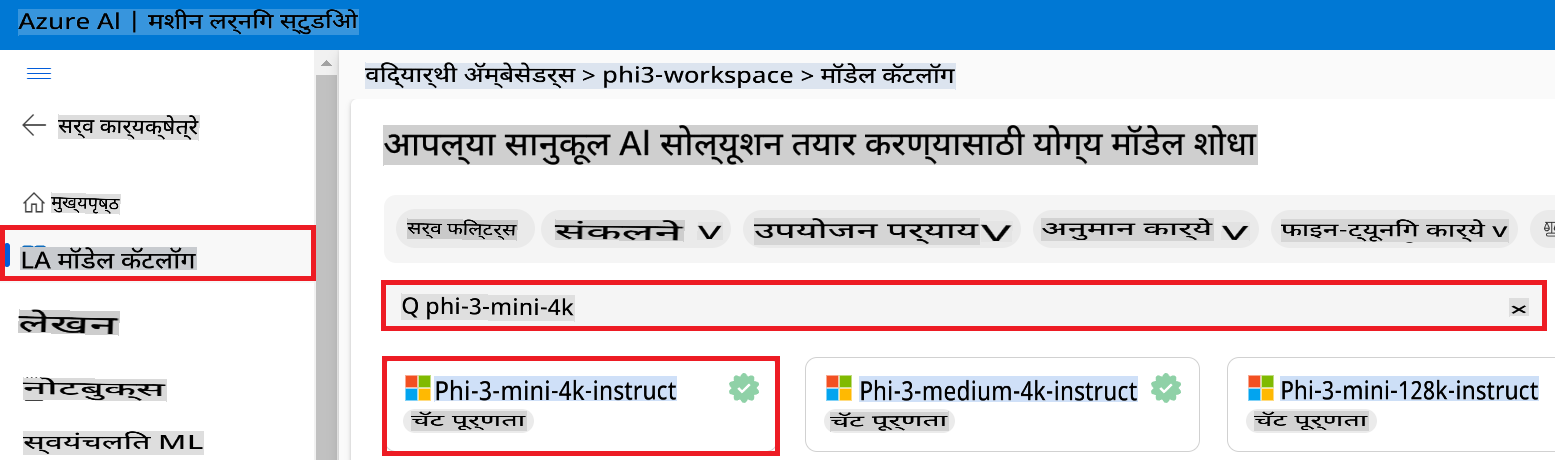 Azure AI | मशीन लर्निंग स्टुडिओ
विद्यार्थी ॲम्बेसेडर्स > phi3-workspace > मॉडेल कॅटलॉग
सर्व कार्यक्षेत्रे
मुख्यपृष्ठ
LA मॉडेल कॅटलॉग
लेखन
नोटबुक्स
स्वयंचलित ML
आपल्या सानुकूल AI सोल्यूशन तयार करण्यासाठी योग्य मॉडेल शोधा
सर्व फिल्टर्स संकलने v उपयोजन पर्याय v अनुमान कार्ये v फाइन-ट्यूनिंग कार्ये v
Q phi-3-mini-4k ×
Phi-3-mini-4k-instruct
चॅट पूर्णता
Phi-3-medium-4k-instruct
चॅट पूर्णता
Phi-3-mini-128k-instruct
चॅट पूर्णता